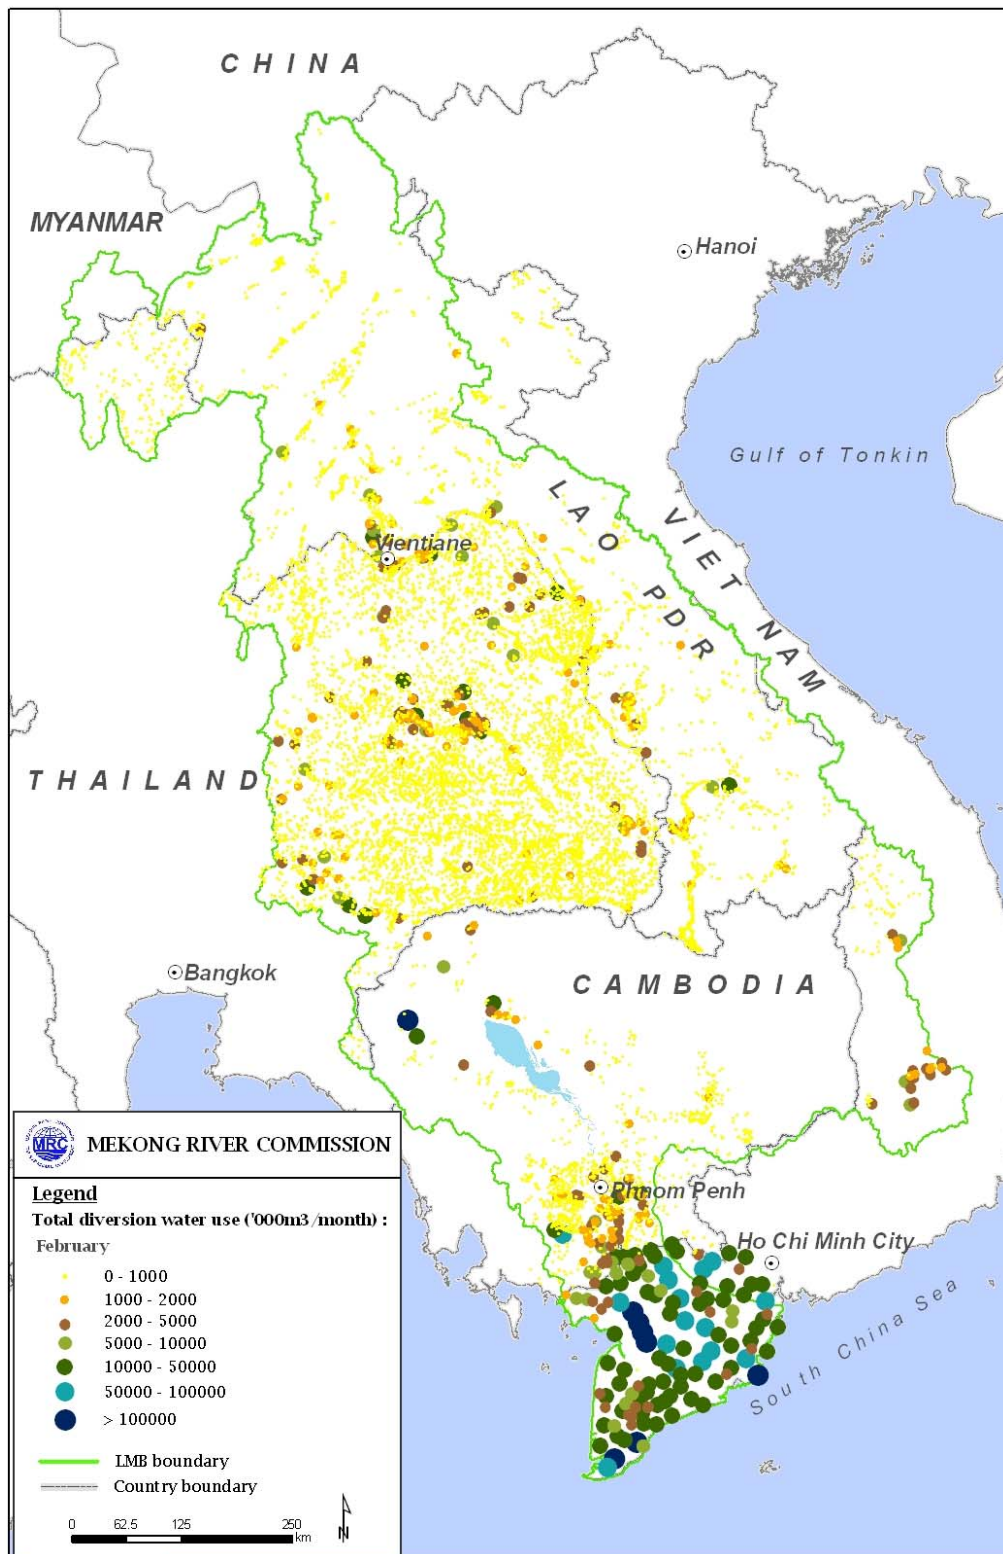 CHINA
MYANMAR
Hanoi
Gulf of Tonkin
LAO PDR
VIET NAM
Vientiane
THAILAND
Bangkok
CAMBODIA
Phnom Penh
Ho Chi Minh City
South China Sea
MRC
MEKONG RIVER COMMISSION
Legend
Total diversion water use ('000m3/month) :
February
0 - 1000
1000 - 2000
2000 - 5000
5000 - 10000
10000 - 50000
50000 - 100000
> 100000
LMB boundary
Country boundary
0 62.5 125 250
km
N